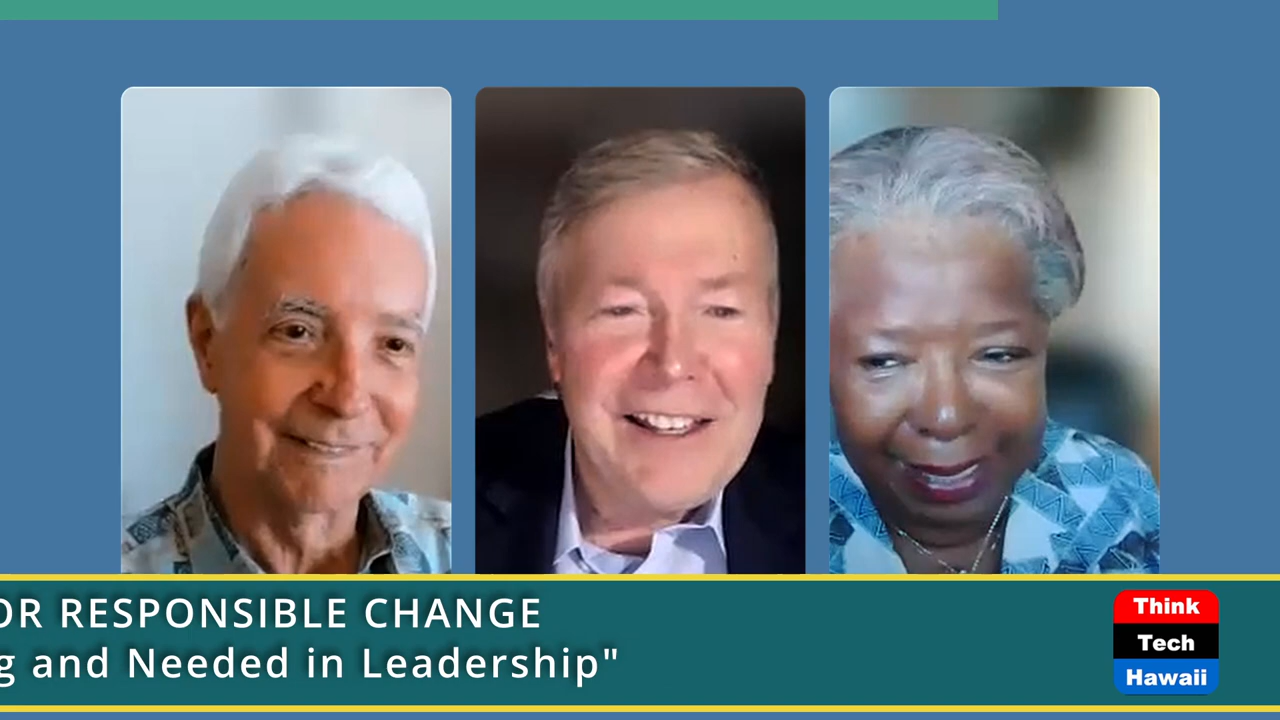 OR RESPONSIBLE CHANGE
g and Needed in Leadership"
Think
Tech
Hawaii